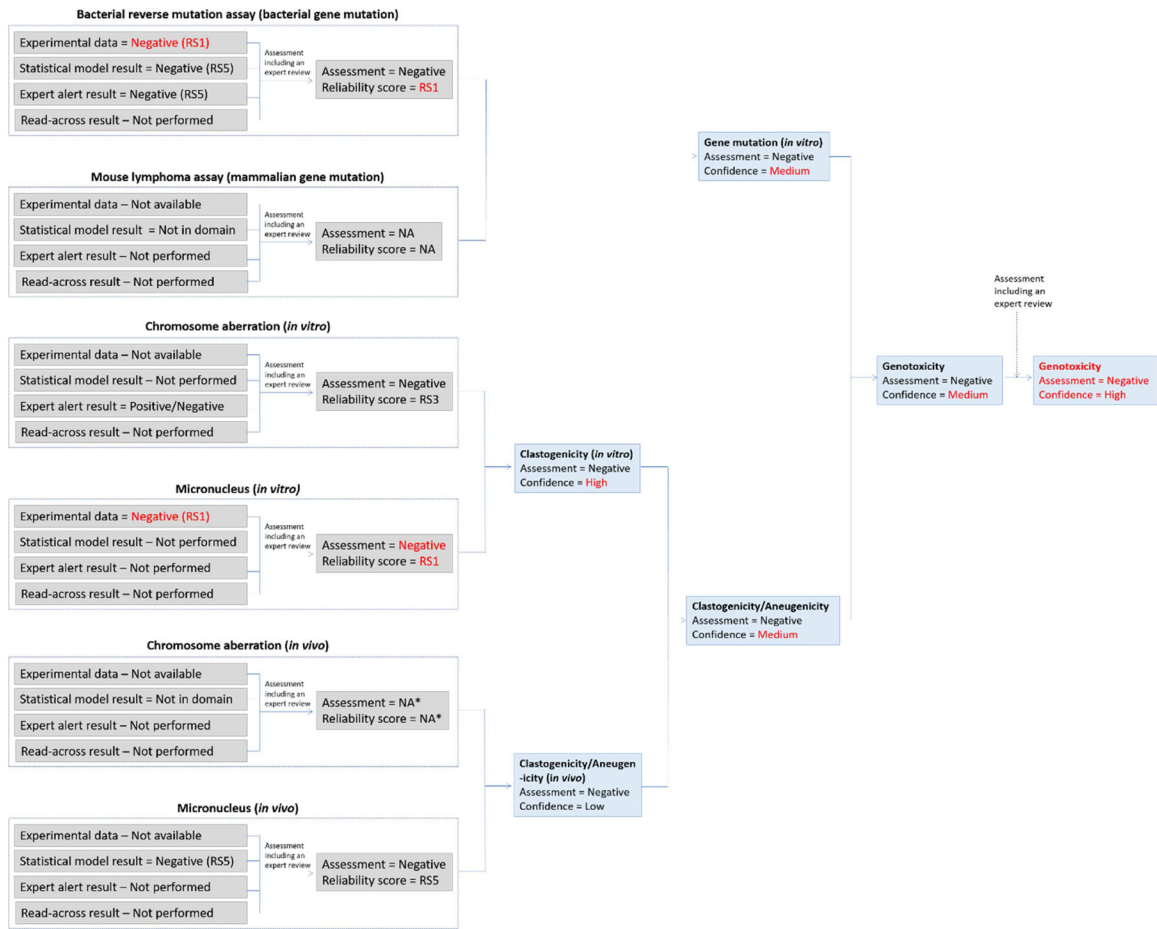 Bacterial reverse mutation assay (bacterial gene mutation)
Experimental data = Negative (RS1)
Statistical model result = Negative (RS5)
Expert alert result = Negative (RS5)
Read-across result – Not performed
Assessment
including an
expert review
Assessment = Negative
Reliability score = RS1
Mouse lymphoma assay (mammalian gene mutation)
Experimental data – Not available
Statistical model result = Not in domain
Expert alert result – Not performed
Read-across result – Not performed
Assessment
including an
expert review
Assessment = NA
Reliability score = NA
Chromosome aberration (in vitro)
Experimental data – Not available
Statistical model result – Not performed
Expert alert result = Positive/Negative
Read-across result – Not performed
Assessment
including an
expert review
Assessment = Negative
Reliability score = RS3
Micronucleus (in vitro)
Experimental data = Negative (RS1)
Statistical model result – Not performed
Expert alert result – Not performed
Read-across result – Not performed
Assessment
including an
expert review
Assessment = Negative
Reliability score = RS1
Chromosome aberration (in vivo)
Experimental data – Not available
Statistical model result = Not in domain
Expert alert result – Not performed
Read-across result – Not performed
Assessment
including an
expert review
Assessment = NA*
Reliability score = NA*
Micronucleus (in vivo)
Experimental data – Not available
Statistical model result = Negative (RS5)
Expert alert result – Not performed
Read-across result – Not performed
Assessment
including an
expert review
Assessment = Negative
Reliability score = RS5
Clastogenicity (in vitro)
Assessment = Negative
Confidence = High
Clastogenicity/Aneugen
-icity (in vivo)
Assessment = Negative
Confidence = Low
Gene mutation (in vitro)
Assessment = Negative
Confidence = Medium
Clastogenicity/Aneugenicity
Assessment = Negative
Confidence = Medium
Genotoxicity
Assessment = Negative
Confidence = Medium
Assessment
including an
expert review
Genotoxicity
Assessment = Negative
Confidence = High